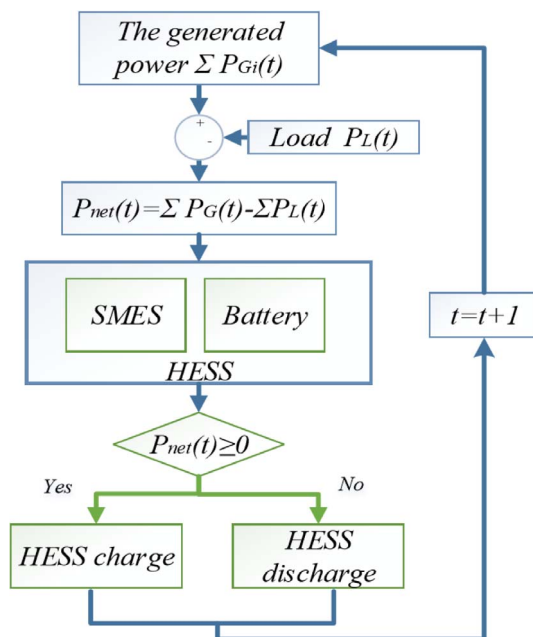 The generated
power Σ PGi(t)
+
-
Load PL(t)
Pnet(t)=Σ PG(t)-ΣPL(t)
SMES
Battery
HESS
t=t+1
Pnet(t)≥0
Yes
No
HESS charge
HESS
discharge